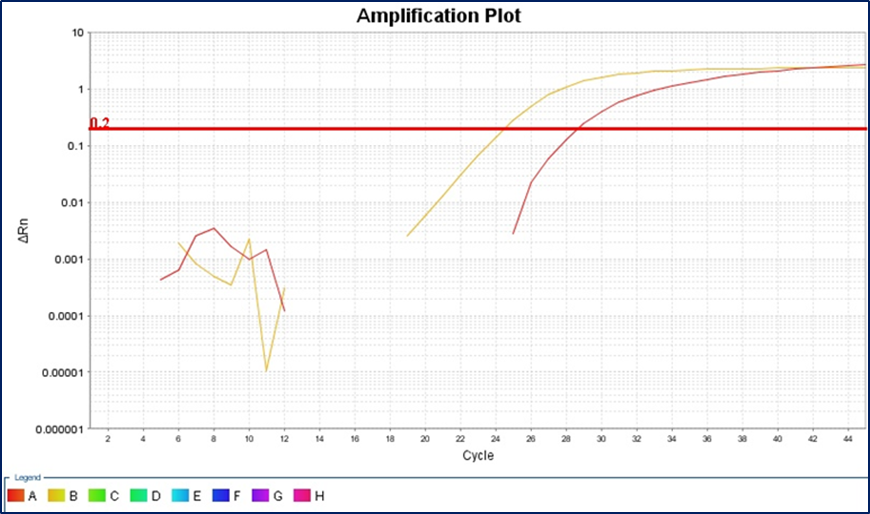 Amplification Plot
10
1
0.2
0.1
0.01
0.001
0.0001
0.00001
0.000001
ΔRn
2 4 6 8 10 12 14 16 18 20 22 24 26 28 30 32 34 36 38 40 42 44
Cycle
Legend
A B C D E F G H